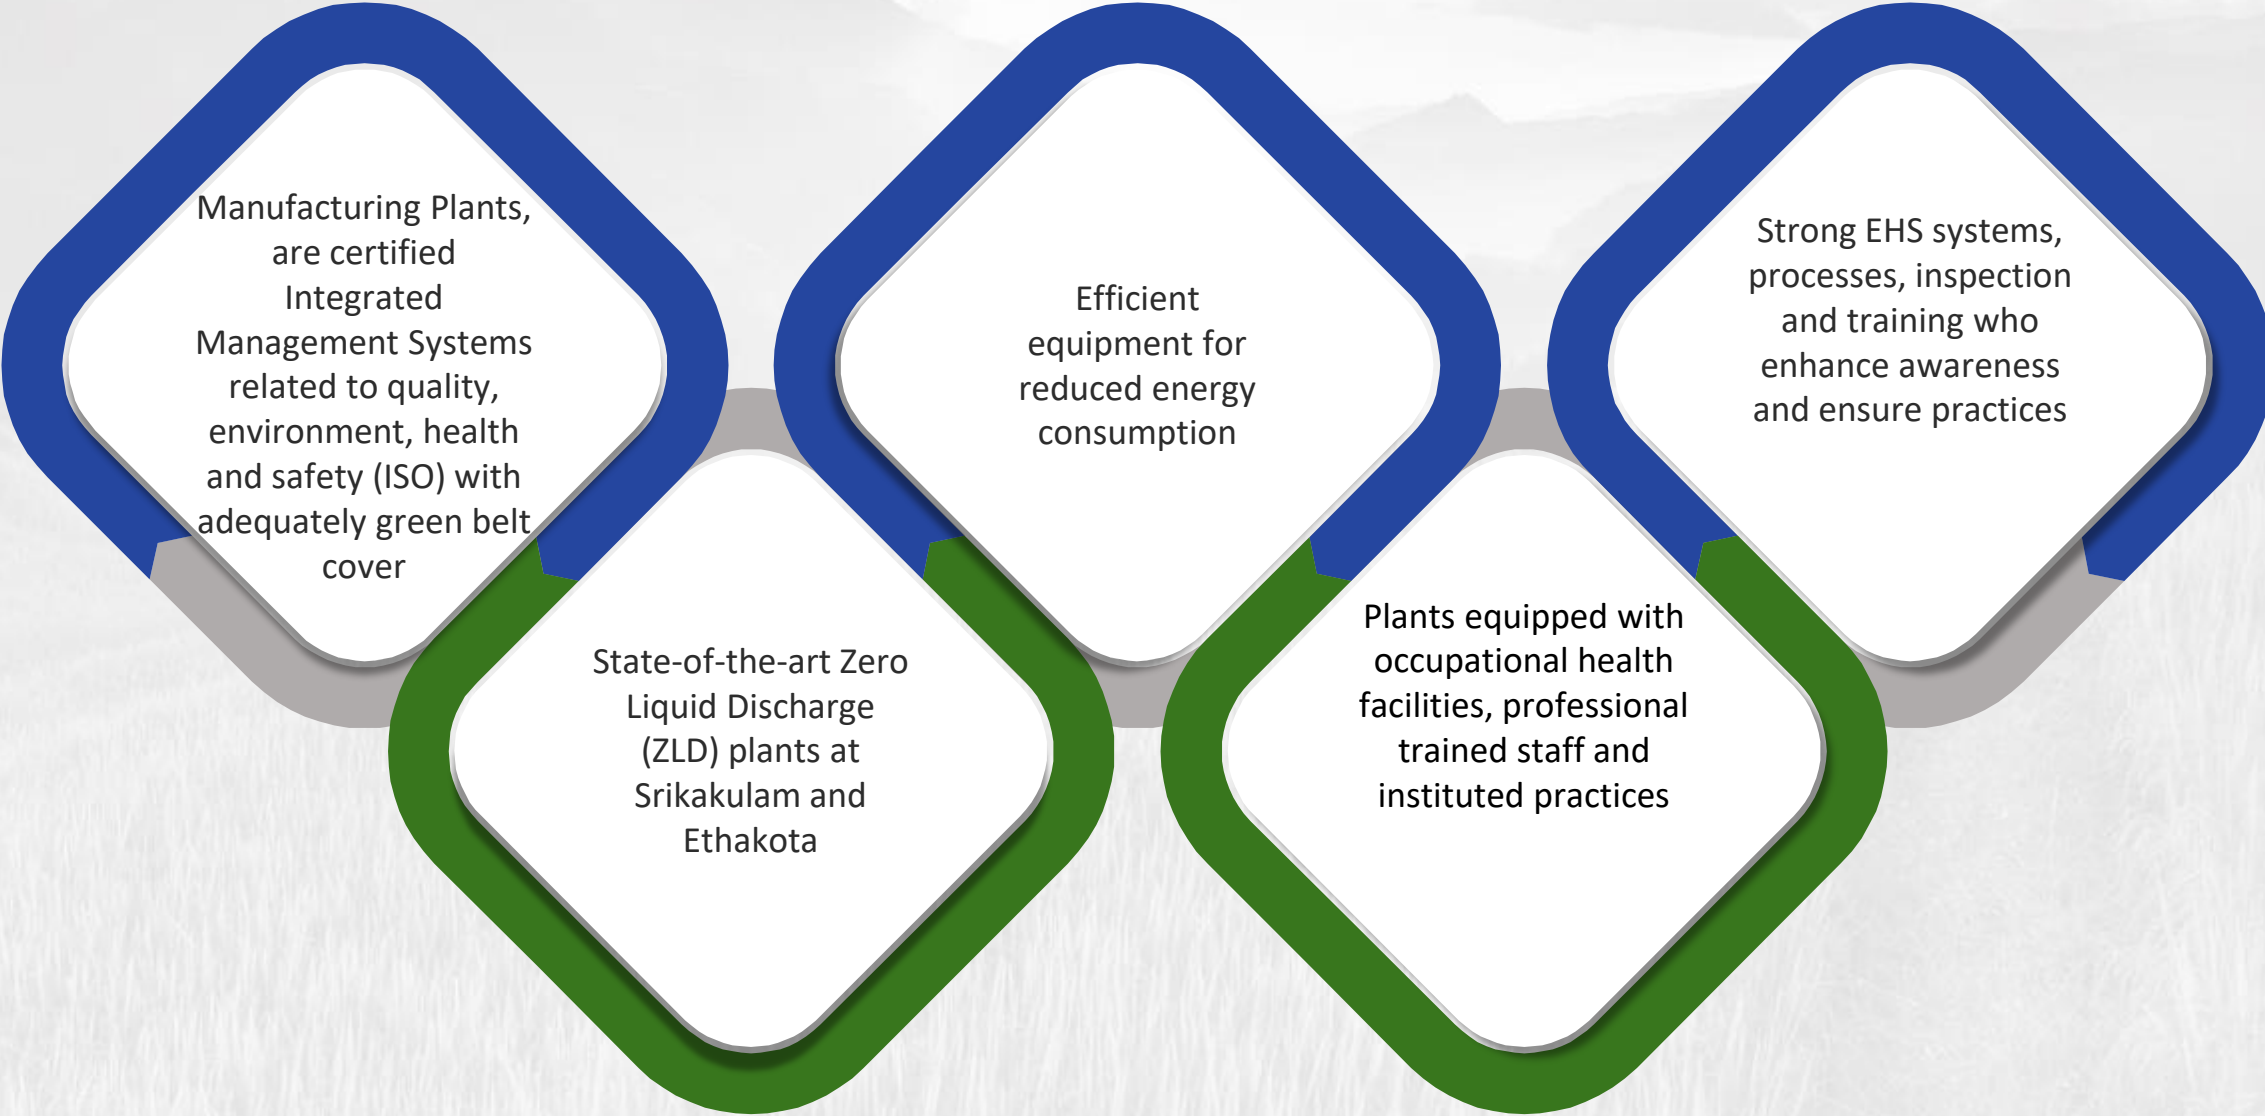 Manufacturing Plants,
are certified
Integrated
Management Systems
related to quality,
environment, health
and safety (ISO) with
adequately green belt
cover
State-of-the-art Zero
Liquid Discharge
(ZLD) plants at
Srikakulam and
Ethakota
Efficient
equipment for
reduced energy
consumption
Plants equipped with
occupational health
facilities, professional
trained staff and
instituted practices
Strong EHS systems,
processes, inspection
and training who
enhance awareness
and ensure practices